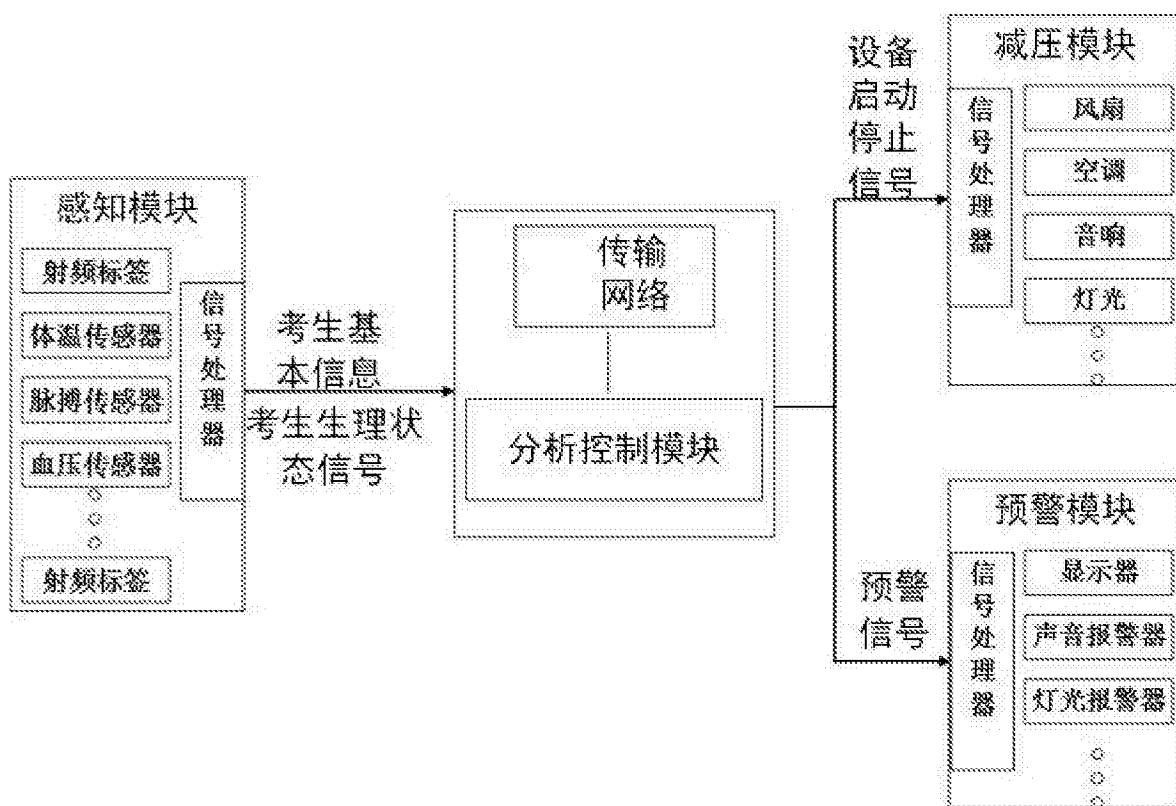 感知模块
射频标签
体温传感器
脉搏传感器
血压传感器
射频标签
信号处理器
考生基
本信息
考生生理状
态信号
传输
网络
分析控制模块
设备
启动
停止
信号
减压模块
信号处理器
风扇
空调
音响
灯光
预警
信号
预警模块
信号处理器
显示器
声音报警器
灯光报警器